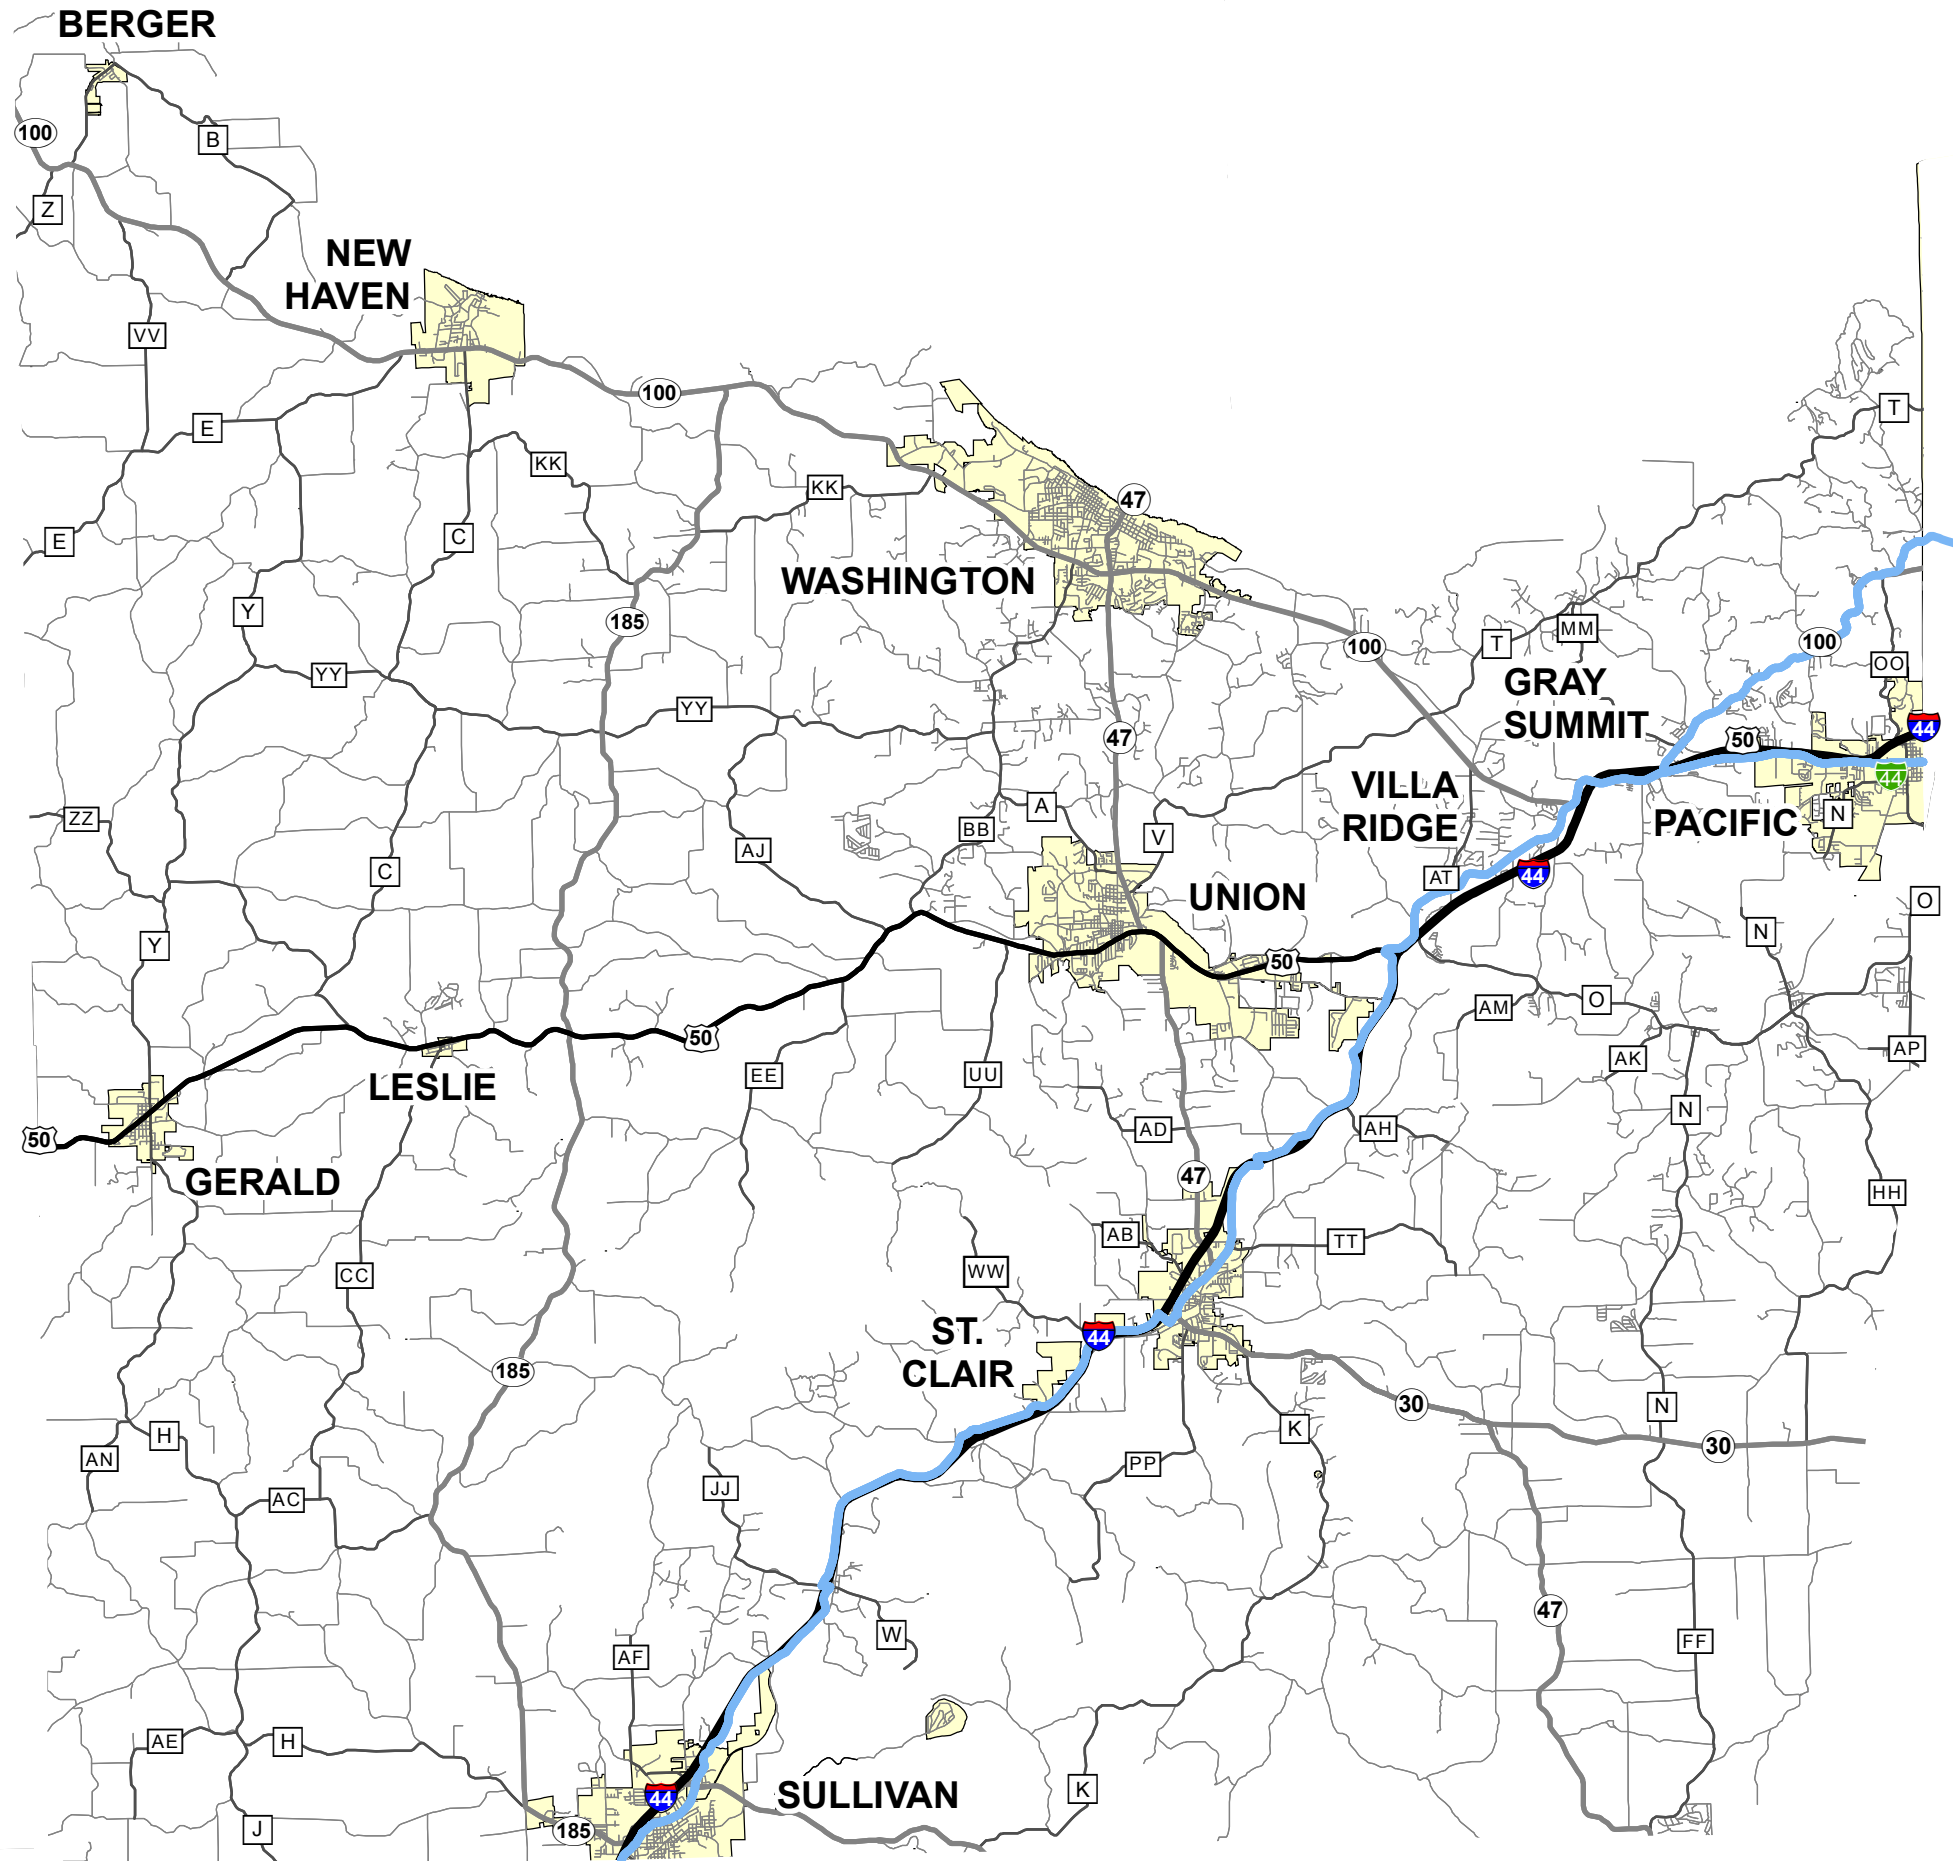 BERGER
100
B
Z
NEW
HAVEN
VV
100
T
E
KK
KK
47
E
C
WASHINGTON
Y
185
100
T
MM
100
OO
YY
GRAY
SUMMIT
YY
47
50
44
44
VILLA
RIDGE
A
ZZ
BB
V
PACIFIC
N
AJ
C
AT
44
UNION
O
Y
N
50
AM
O
50
LESLIE
EE
UU
AK
AP
50
AD
AH
N
GERALD
47
HH
AB
TT
CC
WW
ST.
CLAIR
44
185
30
N
K
H
30
AN
PP
JJ
AC
47
W
FF
AF
AE
H
SULLIVAN
K
44
J
185